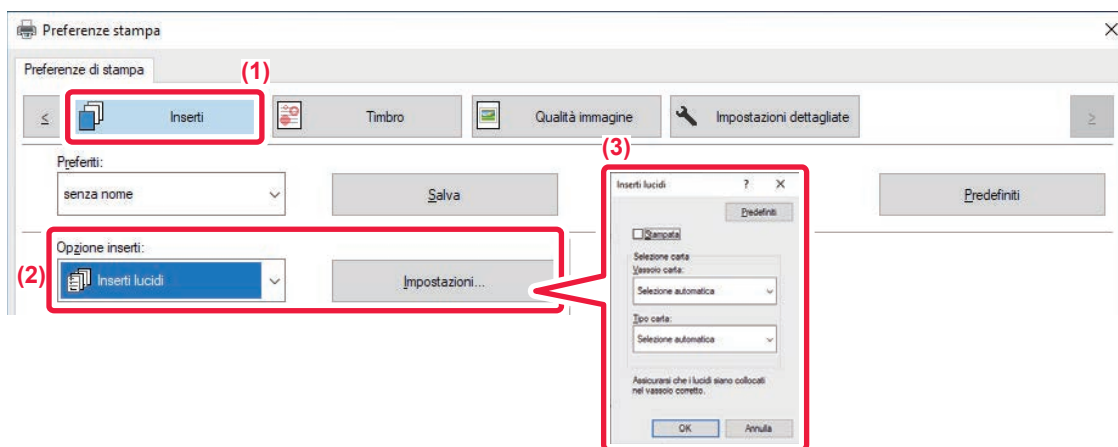 Preferenze stampa
Preferenze di stampa
(1)
< Inserti Timbro Qualità immagine Impostazioni dettagliate >
(3)
Preferiti:
senza nome Salva Predefiniti
(2)
Opzione inserti:
Inserti lucidi Impostazioni...
Inserti lucidi ?
Predefiniti
Stampata
Selezione carta
Vassoio carta:
Selezione automatica
Tipo carta:
Selezione automatica
Assicurarsi che i lucidi siano collocati
nel vassoio corretto.
OK Annulla